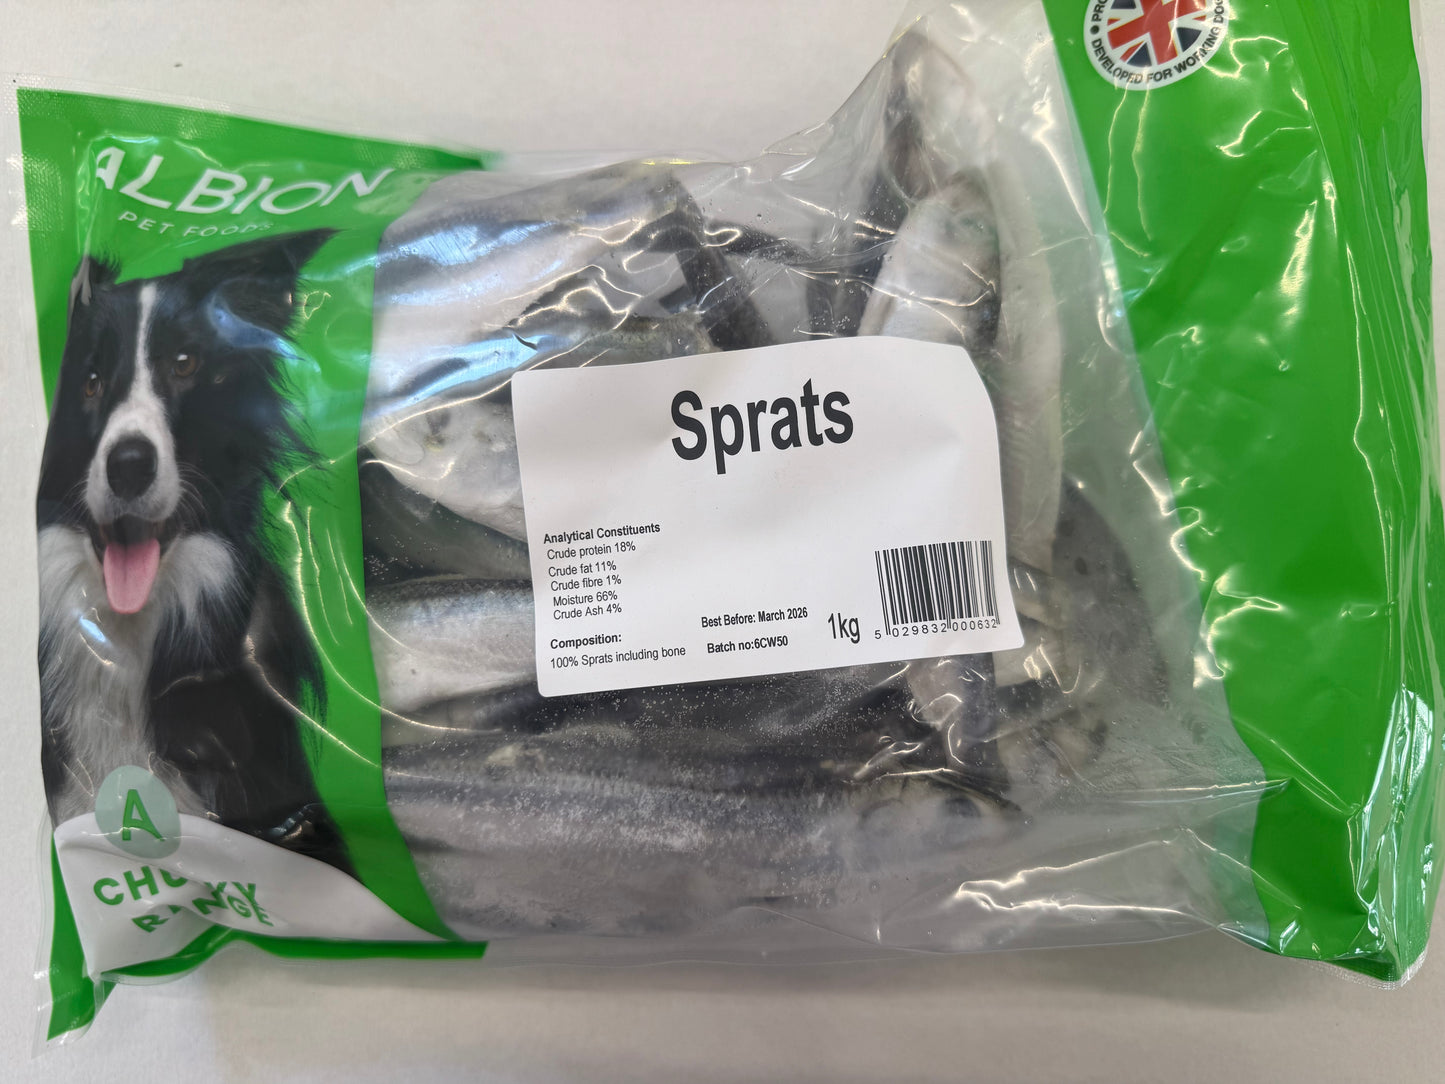 ALBION
PET FOODS
DEVELOPED FOR WORKING
Sprats
Analytical Constituents
Crude protein 18%
Crude fat 11%
Crude fibre 1%
Moisture 66%
Crude Ash 4%
Composition:
100% Sprats including bone
Best Before: March 2026
Batch no:6CW50
1kg
5 029832 000632
A
CHUNKY
RANGE